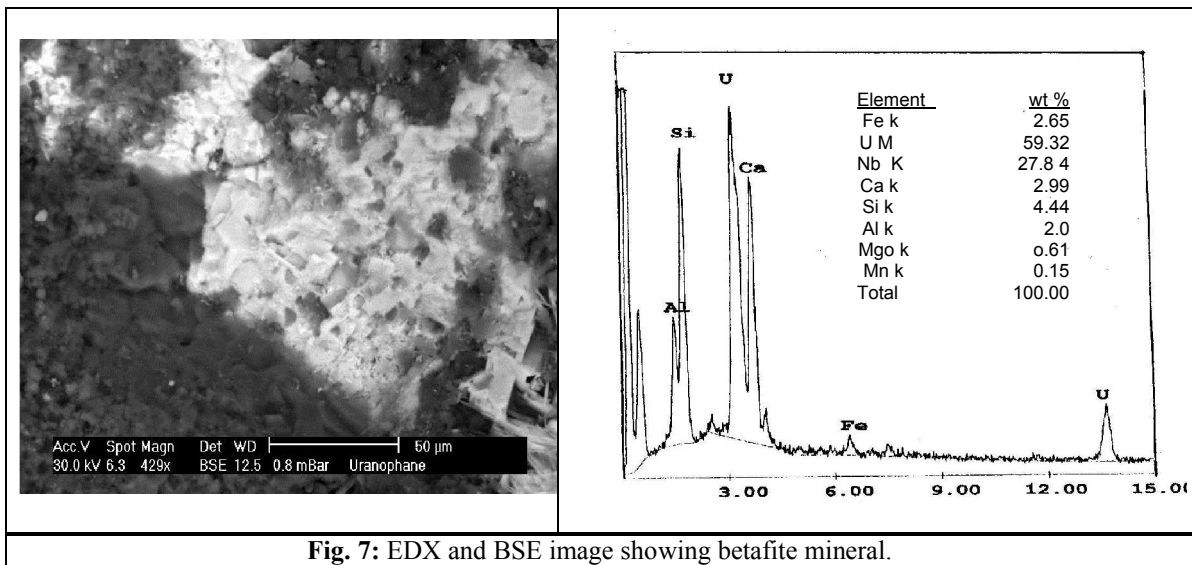 Acc.V Spot Magn Det WD 50 µm
30.0 kV 6.3 429x BSE 12.5 0.8 mBar Uranophane
U
Si
Ca
Al
Fe
U
Element wt %
Fe k 2.65
U M 59.32
Nb K 27.8 4
Ca k 2.99
Si k 4.44
Al k 2.0
Mgo k o.61
Mn k 0.15
Total 100.00
3.00 6.00 9.00 12.00 15.00
Fig. 7: EDX and BSE image showing betafite mineral.